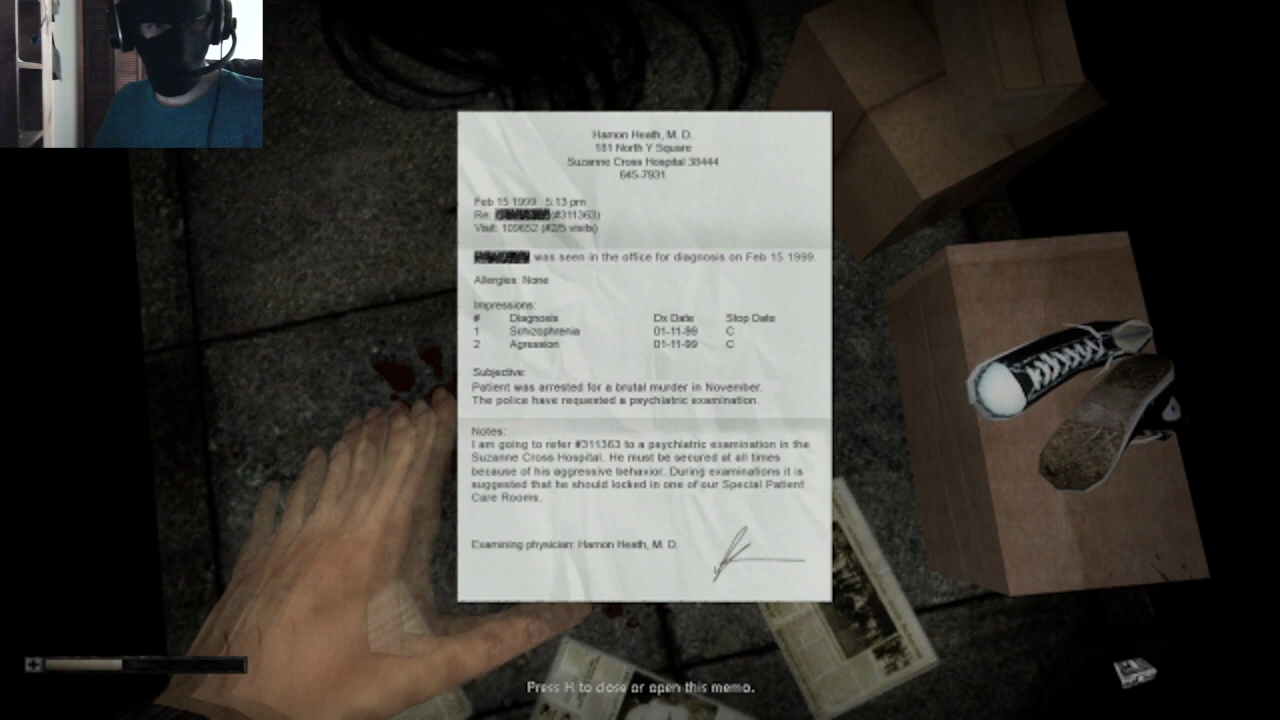 Hamon Heath, M. D.
181 North Y Square
Suzanne Cross Hospital 38444
645-7931
Feb 15 1999 5:13 pm
Re: (#311363)
Visit: 109652 (#2/5 visits)
was seen in the office for diagnosis on Feb 15 1999.
Allergies: None
Impressions:
# Diagnosis Dx Date Stop Date
1 Schizophrenia 01-11-99 C
2 Agression 01-11-99 C
Subjective:
Patient was arrested for a brutal murder in November.
The police have requested a psychiatric examination.
Notes:
I am going to refer #311363 to a psychiatric examination in the
Suzanne Cross Hospital. He must be secured at all times
because of his aggressive behavior. During examinations it is
suggested that he should locked in one of our Special Patient
Care Rooms.
Examining physician: Hamon Heath, M. D.
Press H to close or open this memo.